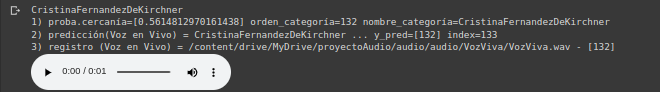 CristinaFernandezDeKirchner
1) proba.cercanía=[0.5614812970161438] orden_categoría=132 nombre_categoría=CristinaFernandezDeKirchner
2) predicción(Voz en Vivo) = CristinaFernandezDeKirchner ... y_pred=[132] index=133
3) registro (Voz en Vivo) = /content/drive/MyDrive/proyectoAudio/audio/audio/VozViva/VozViva.wav - [132]
0:00 / 0:01